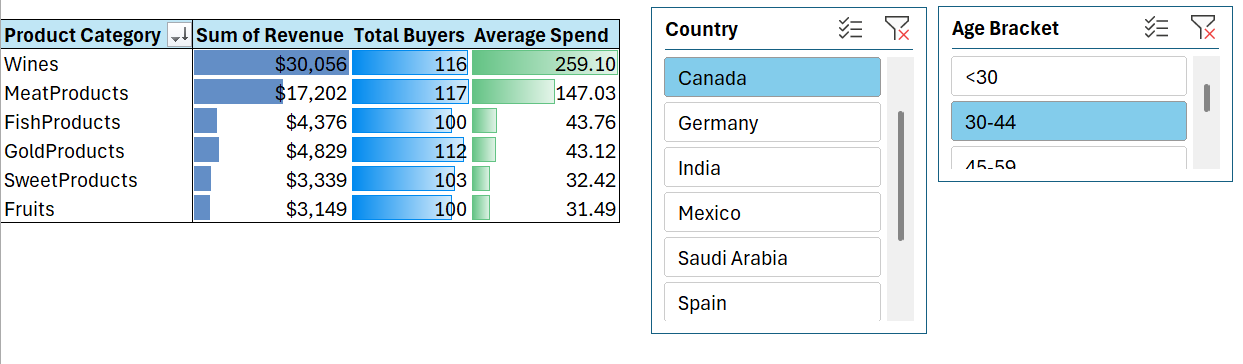 Product Category Sum of Revenue Total Buyers Average Spend
Wines $30,056 116 259.10
MeatProducts $17,202 117 147.03
FishProducts $4,376 100 43.76
GoldProducts $4,829 112 43.12
SweetProducts $3,339 103 32.42
Fruits $3,149 100 31.49
Country
Canada
Germany
India
Mexico
Saudi Arabia
Spain
Age Bracket
<30
30-44
45-59